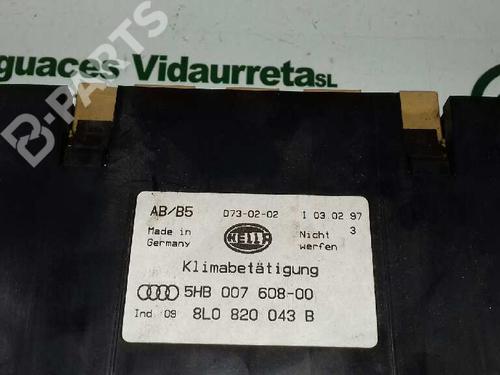 guaces Vidaurreta SL
B-PARTS
AB/B5 D73-02-02 I 03.02 97
Made in Germany HELLA Nicht werfen 3
Klimabetätigung
5HB 007 608-00
Ind 09 8L0 820 043 B